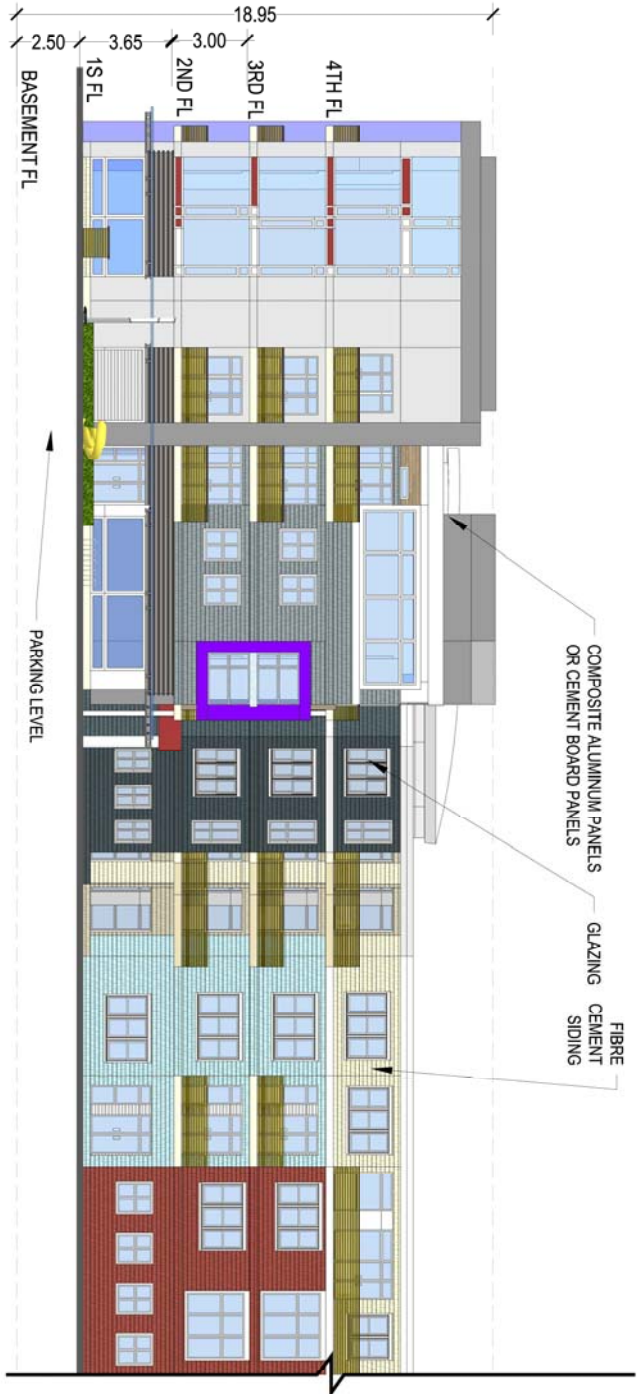 18.95
2.50
3.65
3.00
BASEMENT FL
1S FL
2ND FL
3RD FL
4TH FL
COMPOSITE ALUMINUM PANELS
OR CEMENT BOARD PANELS
GLAZING
FIBRE
CEMENT
SIDING
PARKING LEVEL